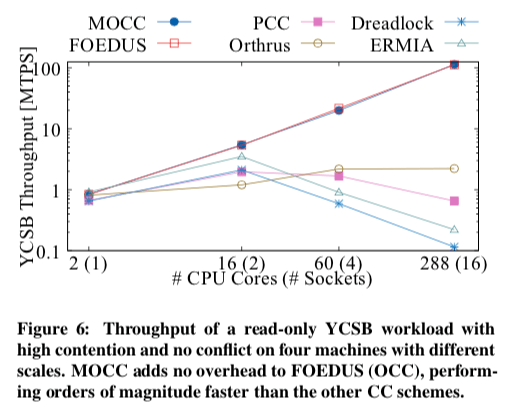 MOCC PCC Dreadlock
FOEDUS Orthrus ERMIA
YCSB Throughput [MTPS]
100
10
1
0.1
2 (1) 16 (2) 60 (4) 288 (16)
# CPU Cores (# Sockets)
Figure 6: Throughput of a read-only YCSB workload with
high contention and no conflict on four machines with different
scales. MOCC adds no overhead to FOEDUS (OCC), perform-
ing orders of magnitude faster than the other CC schemes.